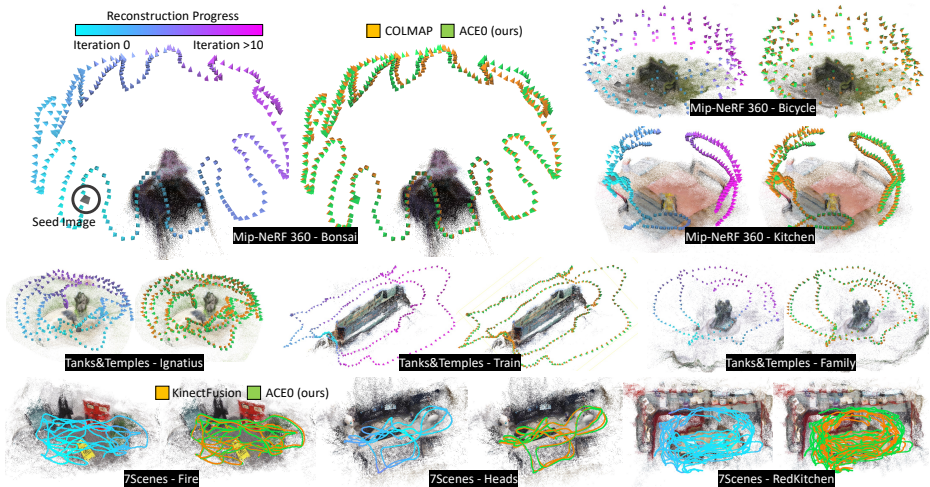 Reconstruction Progress
Iteration 0
Iteration >10
COLMAP
ACE0 (ours)
Seed Image
Mip-NeRF 360 - Bonsai
Mip-NeRF 360 - Bicycle
Mip-NeRF 360 - Kitchen
Tanks&Temples - Ignatius
Tanks&Temples - Train
Tanks&Temples - Family
KinectFusion
ACE0 (ours)
7Scenes - Fire
7Scenes - Heads
7Scenes - RedKitchen